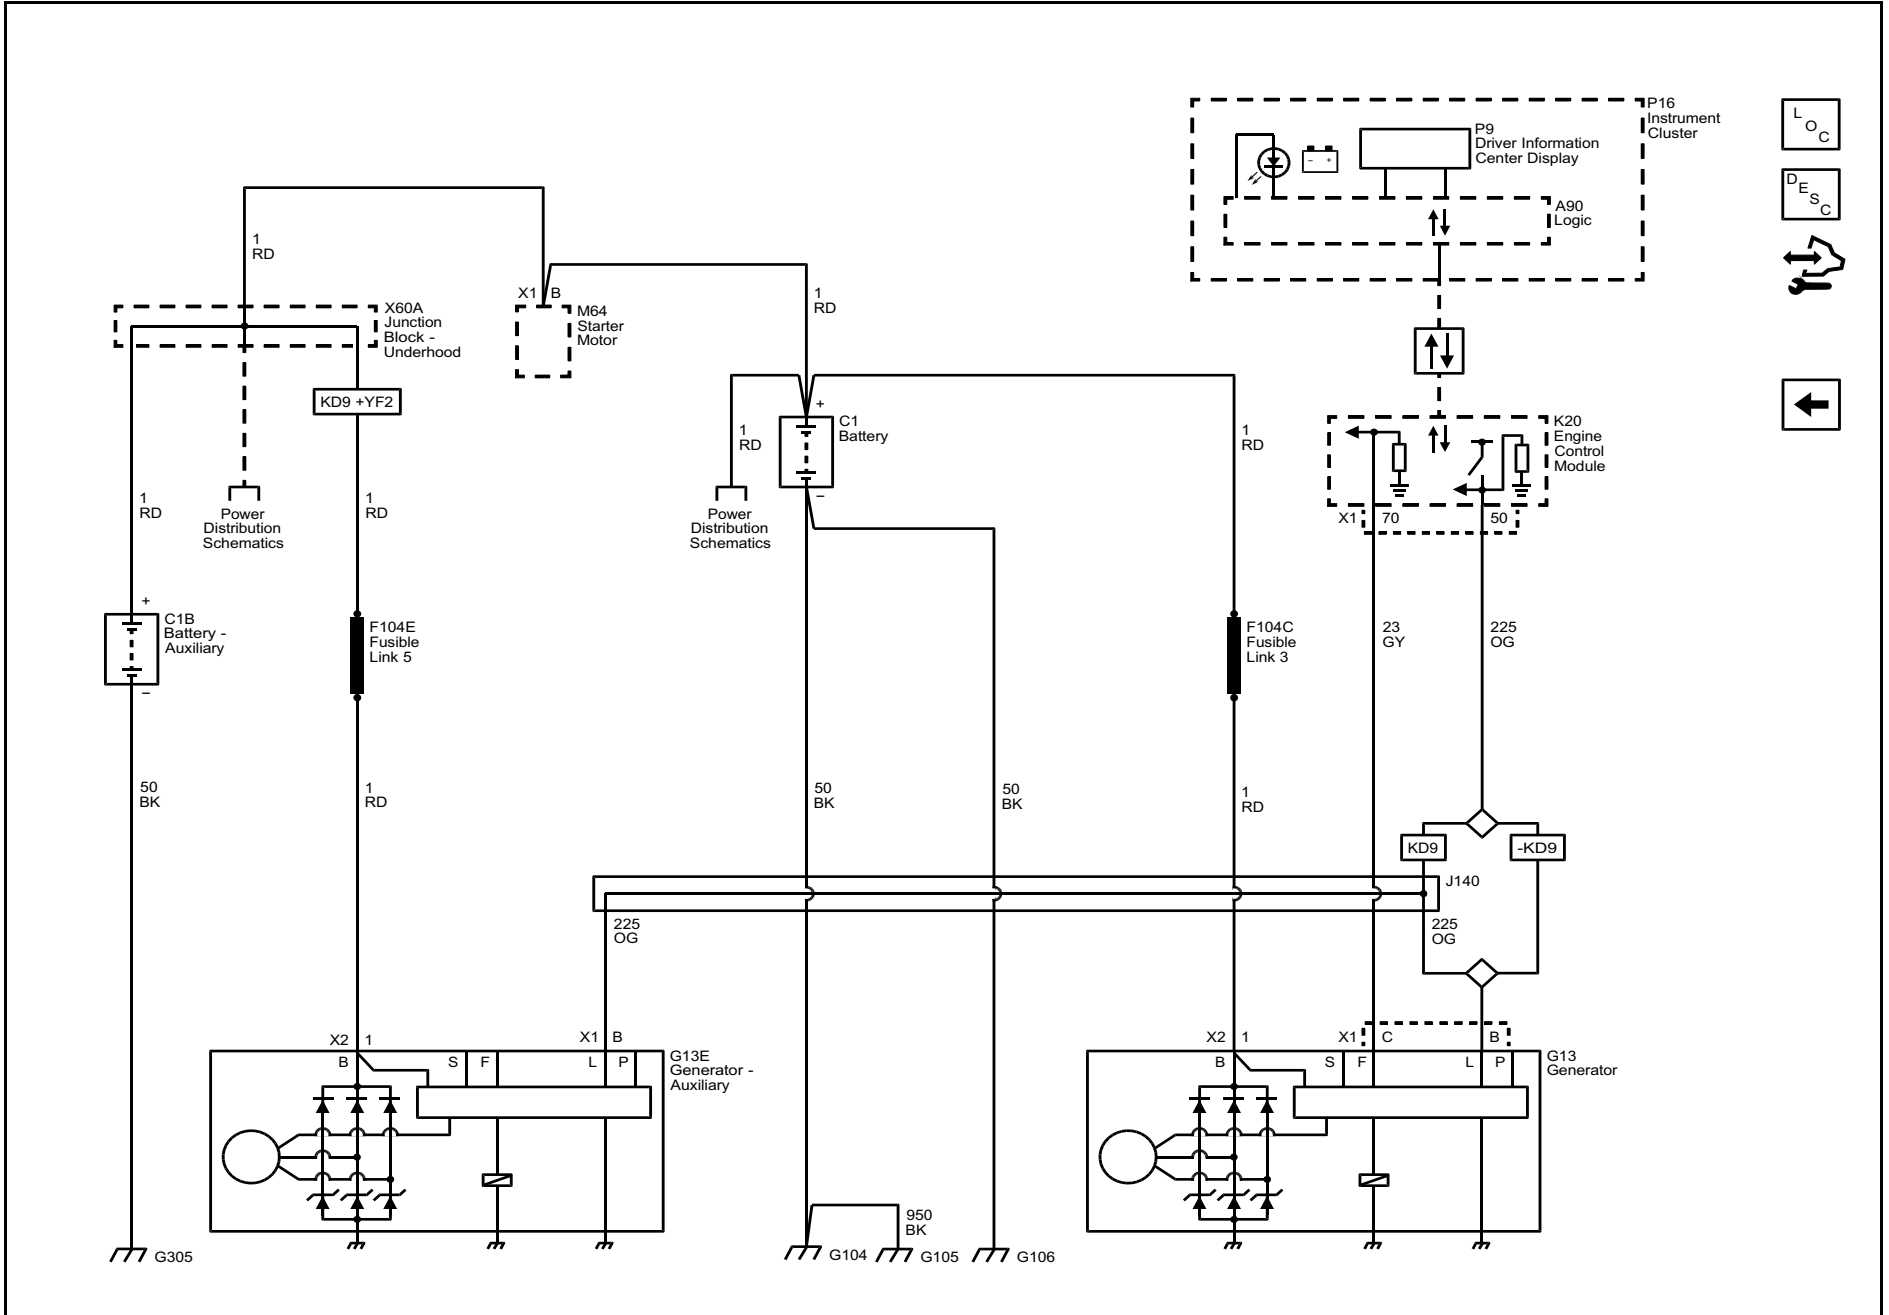 P16
Instrument
Cluster
P9
Driver Information
Center Display
A90
Logic
L
O
C
D
E
S
C
1
RD
X60A
Junction
Block -
Underhood
X1 B
M64
Starter
Motor
1
RD
KD9 +YF2
1
RD
+
C1
Battery
−
1
RD
K20
Engine
Control
Module
X1 70 50
1
RD
Power
Distribution
Schematics
1
RD
Power
Distribution
Schematics
+
C1B
Battery -
Auxiliary
−
F104E
Fusible
Link 5
F104C
Fusible
Link 3
23
GY
225
OG
50
BK
1
RD
50
BK
50
BK
1
RD
KD9
-KD9
J140
225
OG
225
OG
X2 1
X1 B
B S F L P
G13E
Generator -
Auxiliary
X2 1
X1 C B
B S F L P
G13
Generator
950
BK
G305
G104
G105
G106